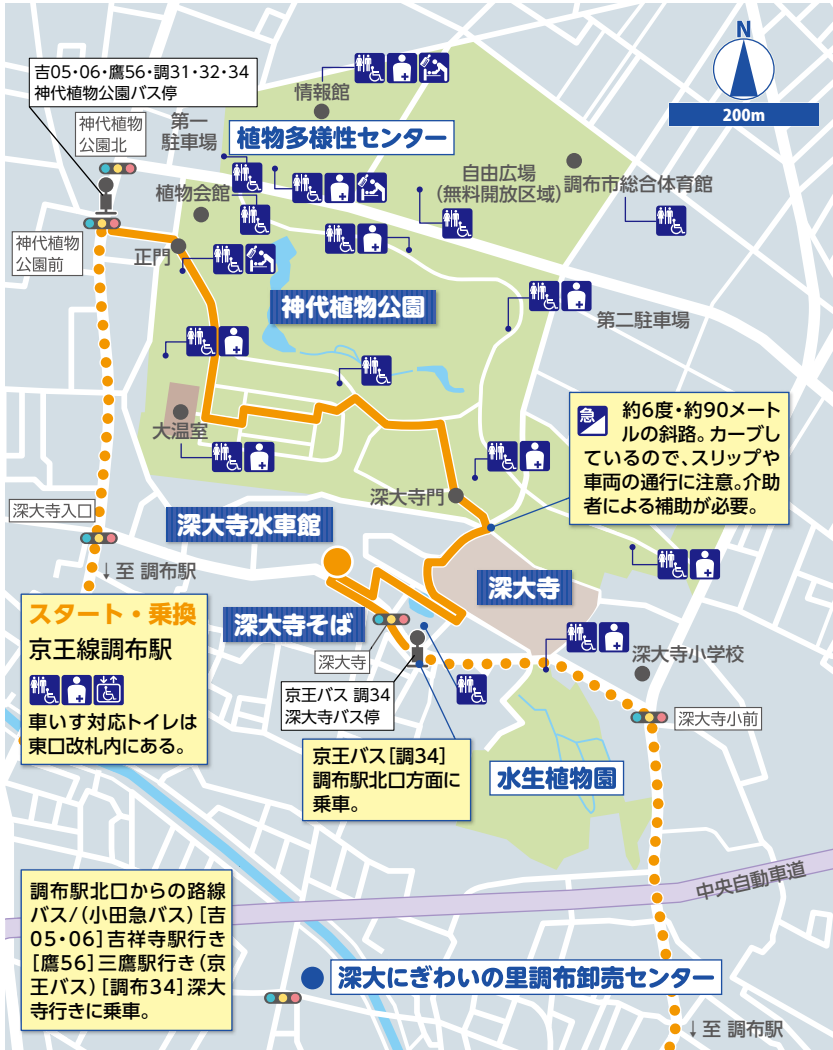 吉05・06・鷹56・調31・32・34
神代植物公園バス停
N
200m
情報館
神代植物
公園北
第一
駐車場
植物多様性センター
自由広場
（無料開放区域）
調布市総合体育館
植物会館
神代植物
公園前
正門
神代植物公園
第二駐車場
大温室
急
約6度・約90メート
ルの斜路。カーブし
ているので、スリップや
車両の通行に注意。介助
者による補助が必要。
深大寺門
深大寺入口
深大寺水車館
↓至 調布駅
深大寺
スタート・乗換
京王線調布駅
車いす対応トイレは
東口改札内にある。
深大寺そば
深大寺
深大寺小学校
京王バス 調34
深大寺バス停
深大寺小前
京王バス［調34］
調布駅北口方面に
乗車。
水生植物園
中央自動車道
調布駅北口からの路線
バス/（小田急バス）［吉
05・06］吉祥寺駅行き
［鷹56］三鷹駅行き（京
王バス）［調布34］深大
寺行きに乗車。
深大にぎわいの里調布卸売センター
↓至 調布駅